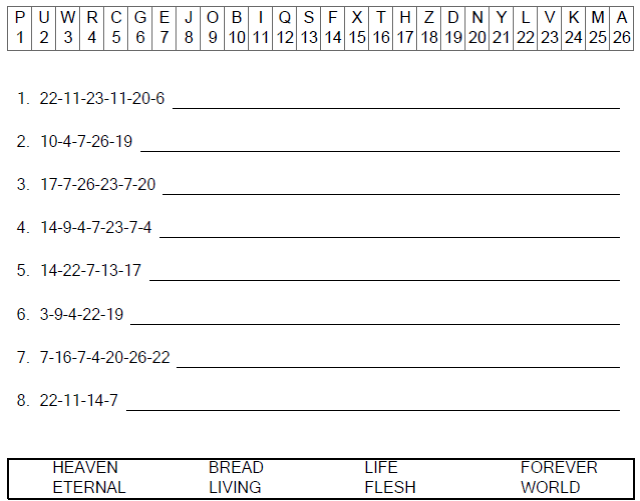 P U W R C G E J O B I Q S F X T H Z D N Y L V K M A
1 2 3 4 5 6 7 8 9 10 11 12 13 14 15 16 17 18 19 20 21 22 23 24 25 26
1. 22-11-23-11-20-6
2. 10-4-7-26-19
3. 17-7-26-23-7-20
4. 14-9-4-7-23-7-4
5. 14-22-7-13-17
6. 3-9-4-22-19
7. 7-16-7-4-20-26-22
8. 22-11-14-7
HEAVEN BREAD LIFE FOREVER
ETERNAL LIVING FLESH WORLD